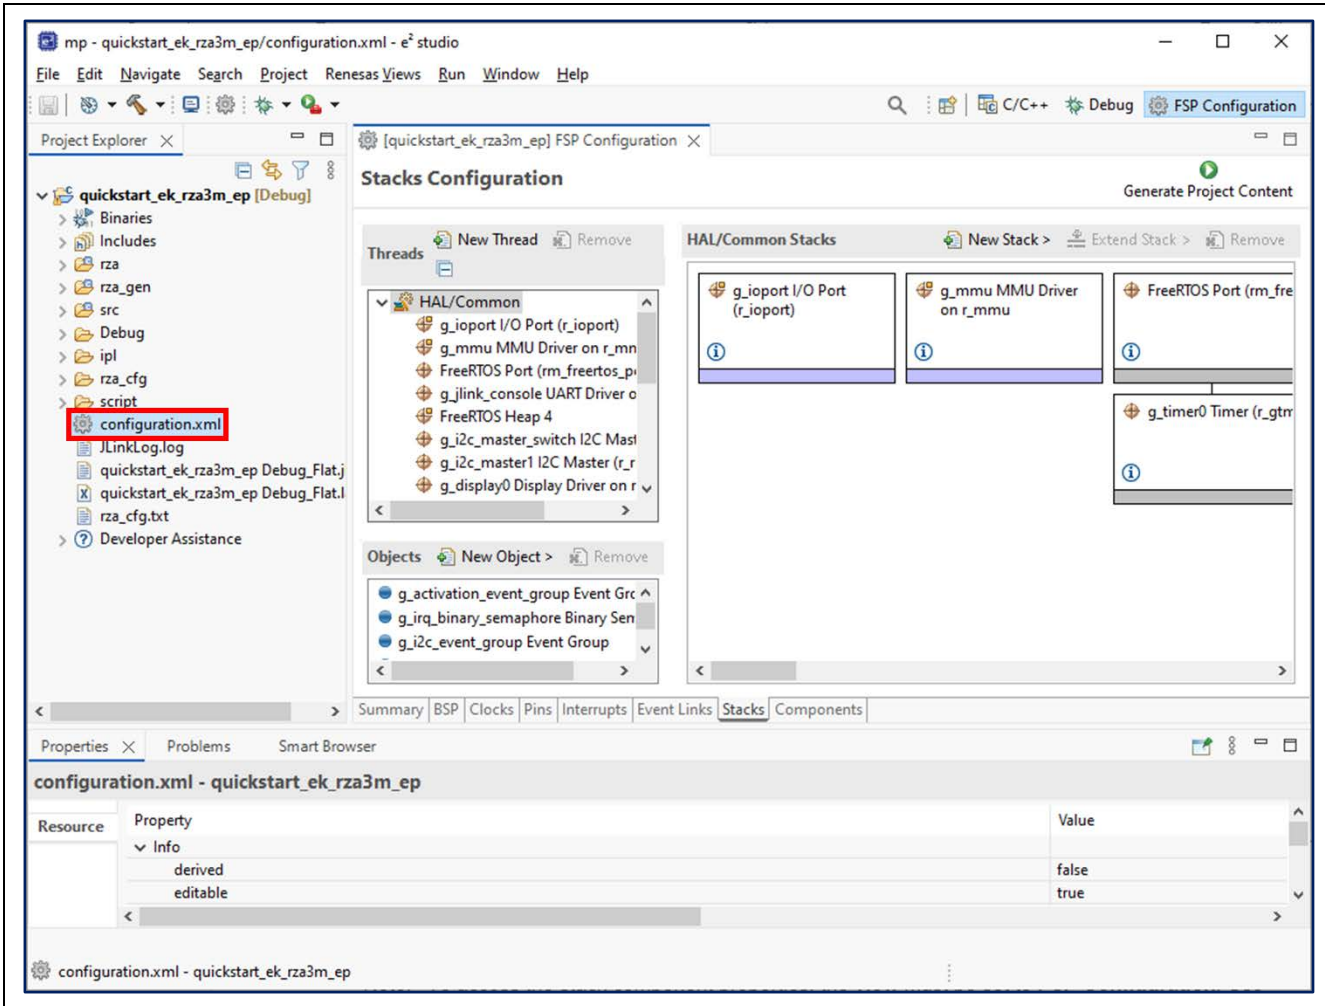 mp - quickstart_ek_rza3m_ep/configuration.xml - e² studio
File Edit Navigate Search Project Renesas Views Run Window Help
C/C++ Debug FSP Configuration
Project Explorer
[quickstart_ek_rza3m_ep] FSP Configuration
Stacks Configuration
Generate Project Content
quickstart_ek_rza3m_ep [Debug]
Binaries
Includes
rza
rza_gen
src
Debug
ipl
rza_cfg
script
configuration.xml
JLinkLog.log
quickstart_ek_rza3m_ep Debug_Flat.j
quickstart_ek_rza3m_ep Debug_Flat.l
rza_cfg.txt
Developer Assistance
Threads
New Thread Remove
HAL/Common
g_ioport I/O Port (r_ioport)
g_mmu MMU Driver on r_mm
FreeRTOS Port (rm_freertos_p
g_jlink_console UART Driver o
FreeRTOS Heap 4
g_i2c_master_switch I2C Mast
g_i2c_master1 I2C Master (r_r
g_display0 Display Driver on r
Objects New Object > Remove
g_activation_event_group Event Grc
g_irq_binary_semaphore Binary Sem
g_i2c_event_group Event Group
HAL/Common Stacks
New Stack > Extend Stack > Remove
g_ioport I/O Port
(r_ioport)
g_mmu MMU Driver
on r_mmu
FreeRTOS Port (rm_free
g_timer0 Timer (r_gtm
Summary BSP Clocks Pins Interrupts Event Links Stacks Components
Properties Problems Smart Browser
configuration.xml - quickstart_ek_rza3m_ep
Resource
Property Value
Info
derived false
editable true
configuration.xml - quickstart_ek_rza3m_ep